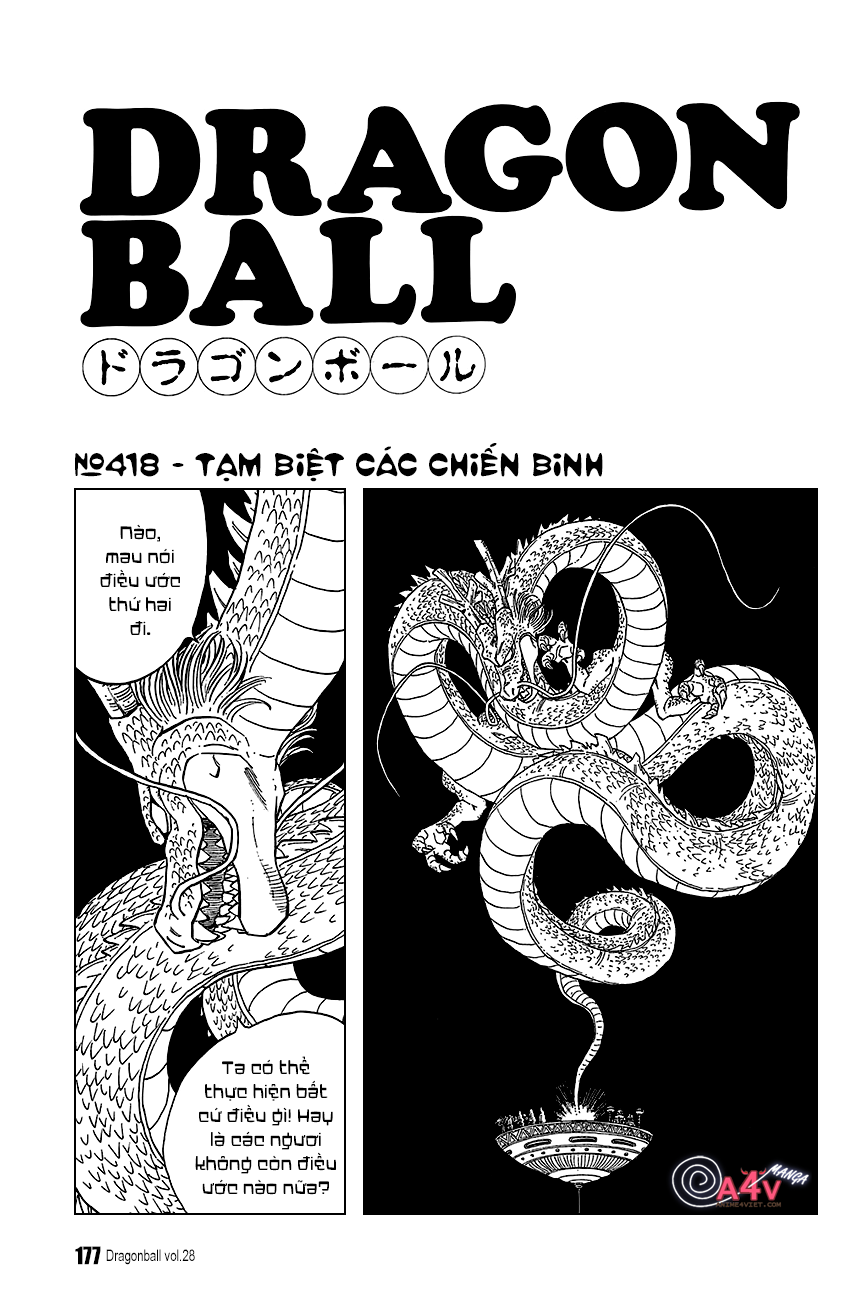 DRAGON
BALL
ドラゴンボール
№418 - TẠM BIỆT CÁC CHIẾN BINH
Nào,
mau nói
điều ước
thứ hai
đi.
Ta có thể
thực hiện bất
cứ điều gì! Hay
là các ngươi
không còn điều
ước nào nữa?
A4V
MANGA
ANIME4VIET.COM
177 Dragonball vol.28